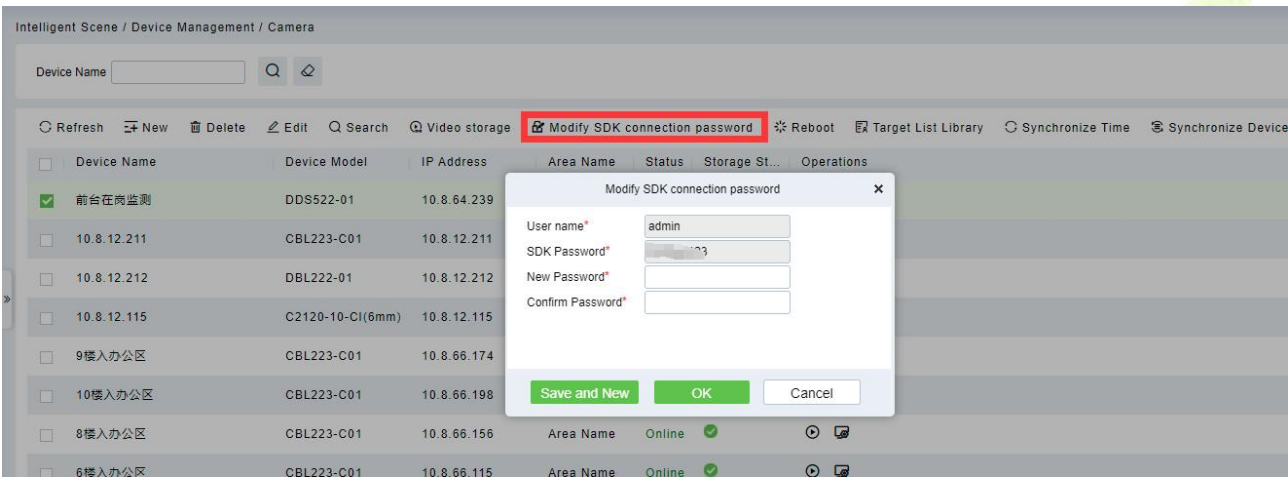 Intelligent Scene / Device Management / Camera
Device Name
Refresh New Delete Edit Search Video storage Modify SDK connection password Reboot Target List Library Synchronize Time Synchronize Device
Device Name Device Model IP Address Area Name Status Storage St... Operations
Modify SDK connection password
前台在岗监测 DDS522-01 10.8.64.239
User name* admin
10.8.12.211 CBL223-C01 10.8.12.211
SDK Password*
10.8.12.212 DBL222-01 10.8.12.212
New Password*
Confirm Password*
10.8.12.115 C2120-10-CI(6mm) 10.8.12.115
9楼入办公区 CBL223-C01 10.8.66.174
10楼入办公区 CBL223-C01 10.8.66.198
Save and New OK Cancel
8楼入办公区 CBL223-C01 10.8.66.156 Area Name Online
6楼入办公区 CBL223-C01 10.8.66.115 Area Name Online